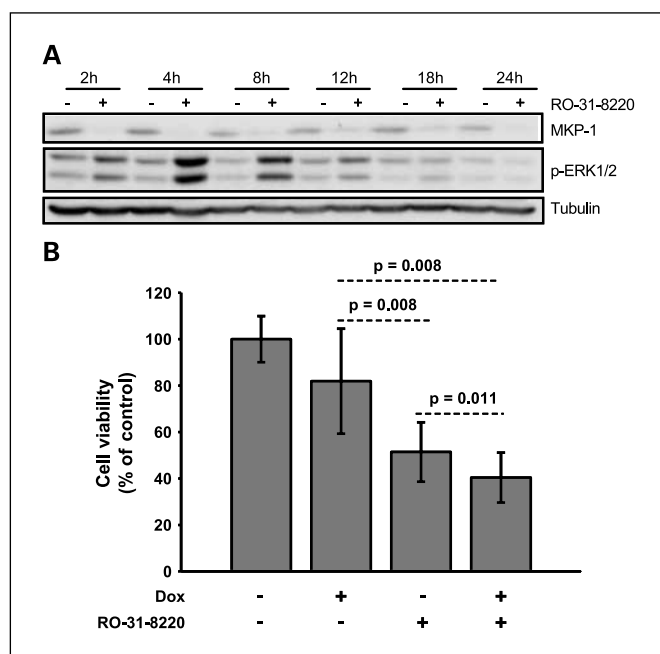 A
2h 4h 8h 12h 18h 24h
- + - + - + - + - + - + RO-31-8220
MKP-1
p-ERK1/2
Tubulin
B
p = 0.008
p = 0.008
p = 0.011
120
100
80
60
40
20
0
Cell viability
(% of control)
Dox - + - +
RO-31-8220 - - + +